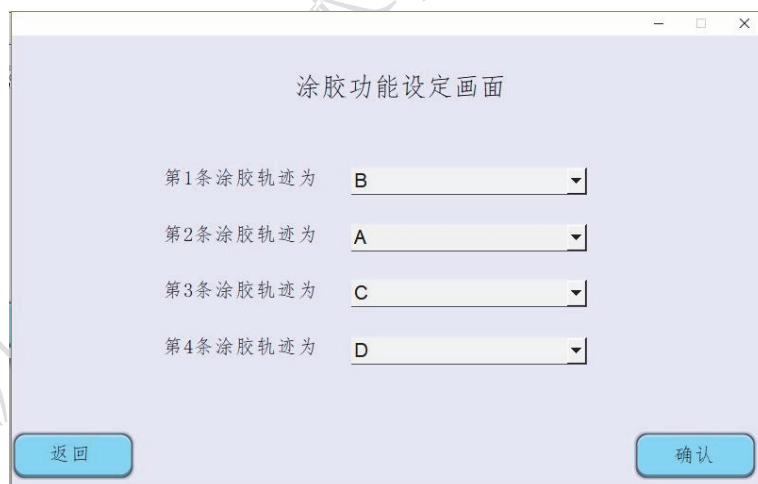 涂胶功能设定画面
第1条涂胶轨迹为 B
第2条涂胶轨迹为 A
第3条涂胶轨迹为 C
第4条涂胶轨迹为 D
返回 确认